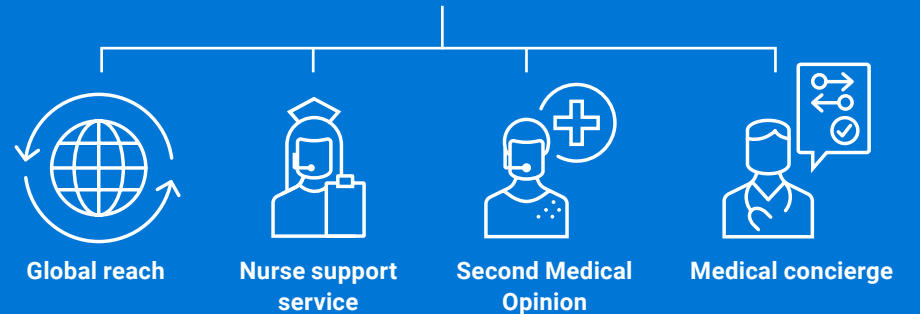 Global reach
Nurse support
service
Second Medical
Opinion
Medical concierge